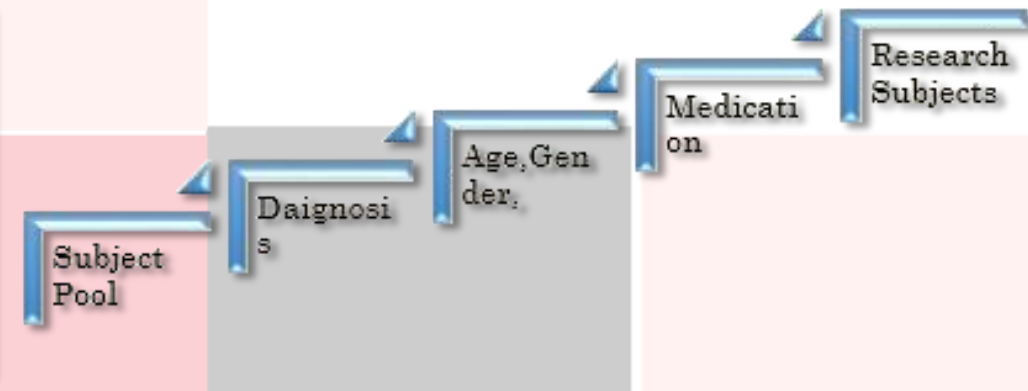 Subject
Pool
Daignosi
s
Age,Gen
der,
Medicati
on
Research
Subjects